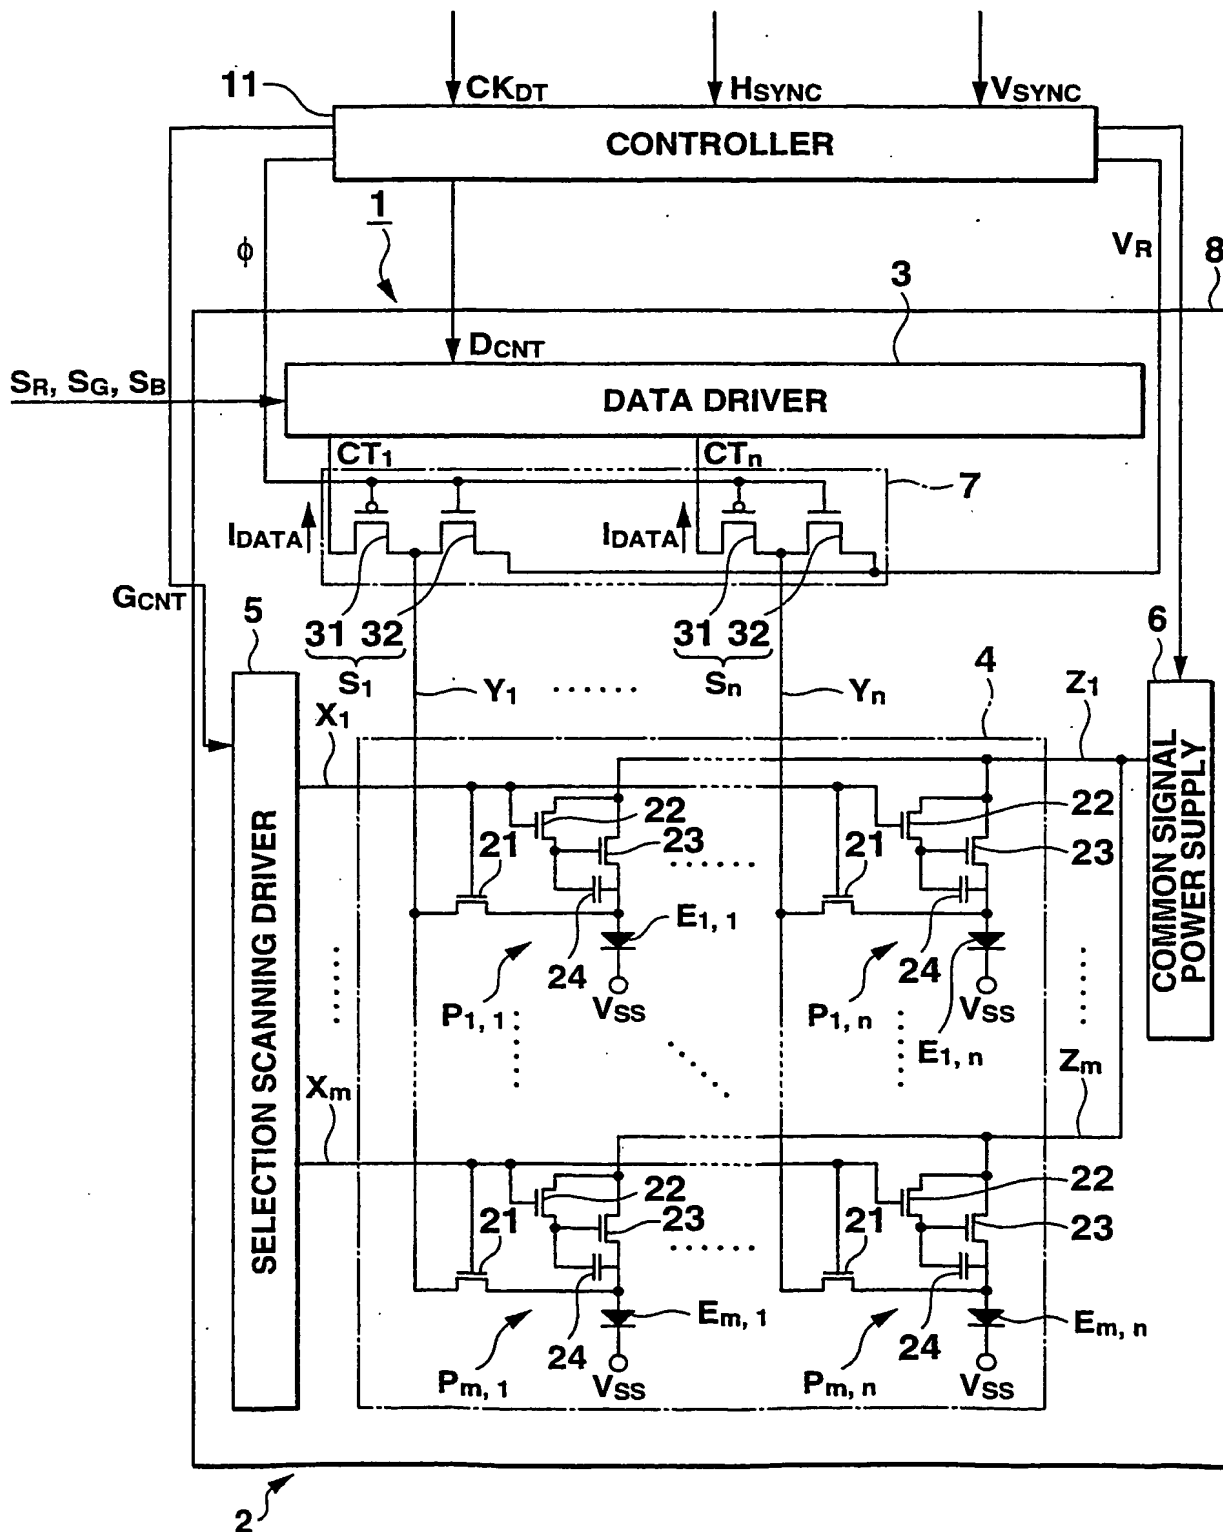 11
CKDT
HSYNC
VSYNC
CONTROLLER
1
ϕ
VR
8
3
DCNT
SR, SG, SB
DATA DRIVER
CT1
CTn
7
IDATA
IDATA
GCNT
5
31 32
31 32
6
S1
Sn
4
Y1
......
Yn
Z1
X1
22
22
23
23
21
......
21
E1, 1
24
24
P1, 1
VSS
P1, n
VSS
E1, n
SELECTION SCANNING DRIVER
COMMON SIGNAL
POWER SUPPLY
Xm
Zm
22
22
23
23
21
......
21
Em, 1
Em, n
24
24
Pm, 1
VSS
Pm, n
VSS
2